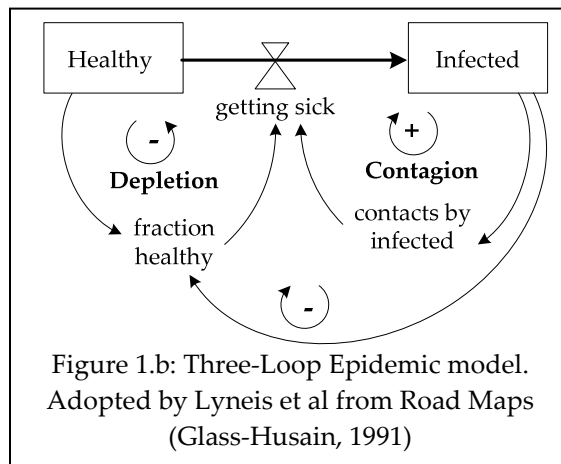 Healthy
Infected
getting sick
-
Depletion
+
Contagion
fraction
healthy
contacts by
infected
-
Figure 1.b: Three-Loop Epidemic model.
Adopted by Lyneis et al from Road Maps
(Glass-Husain, 1991)